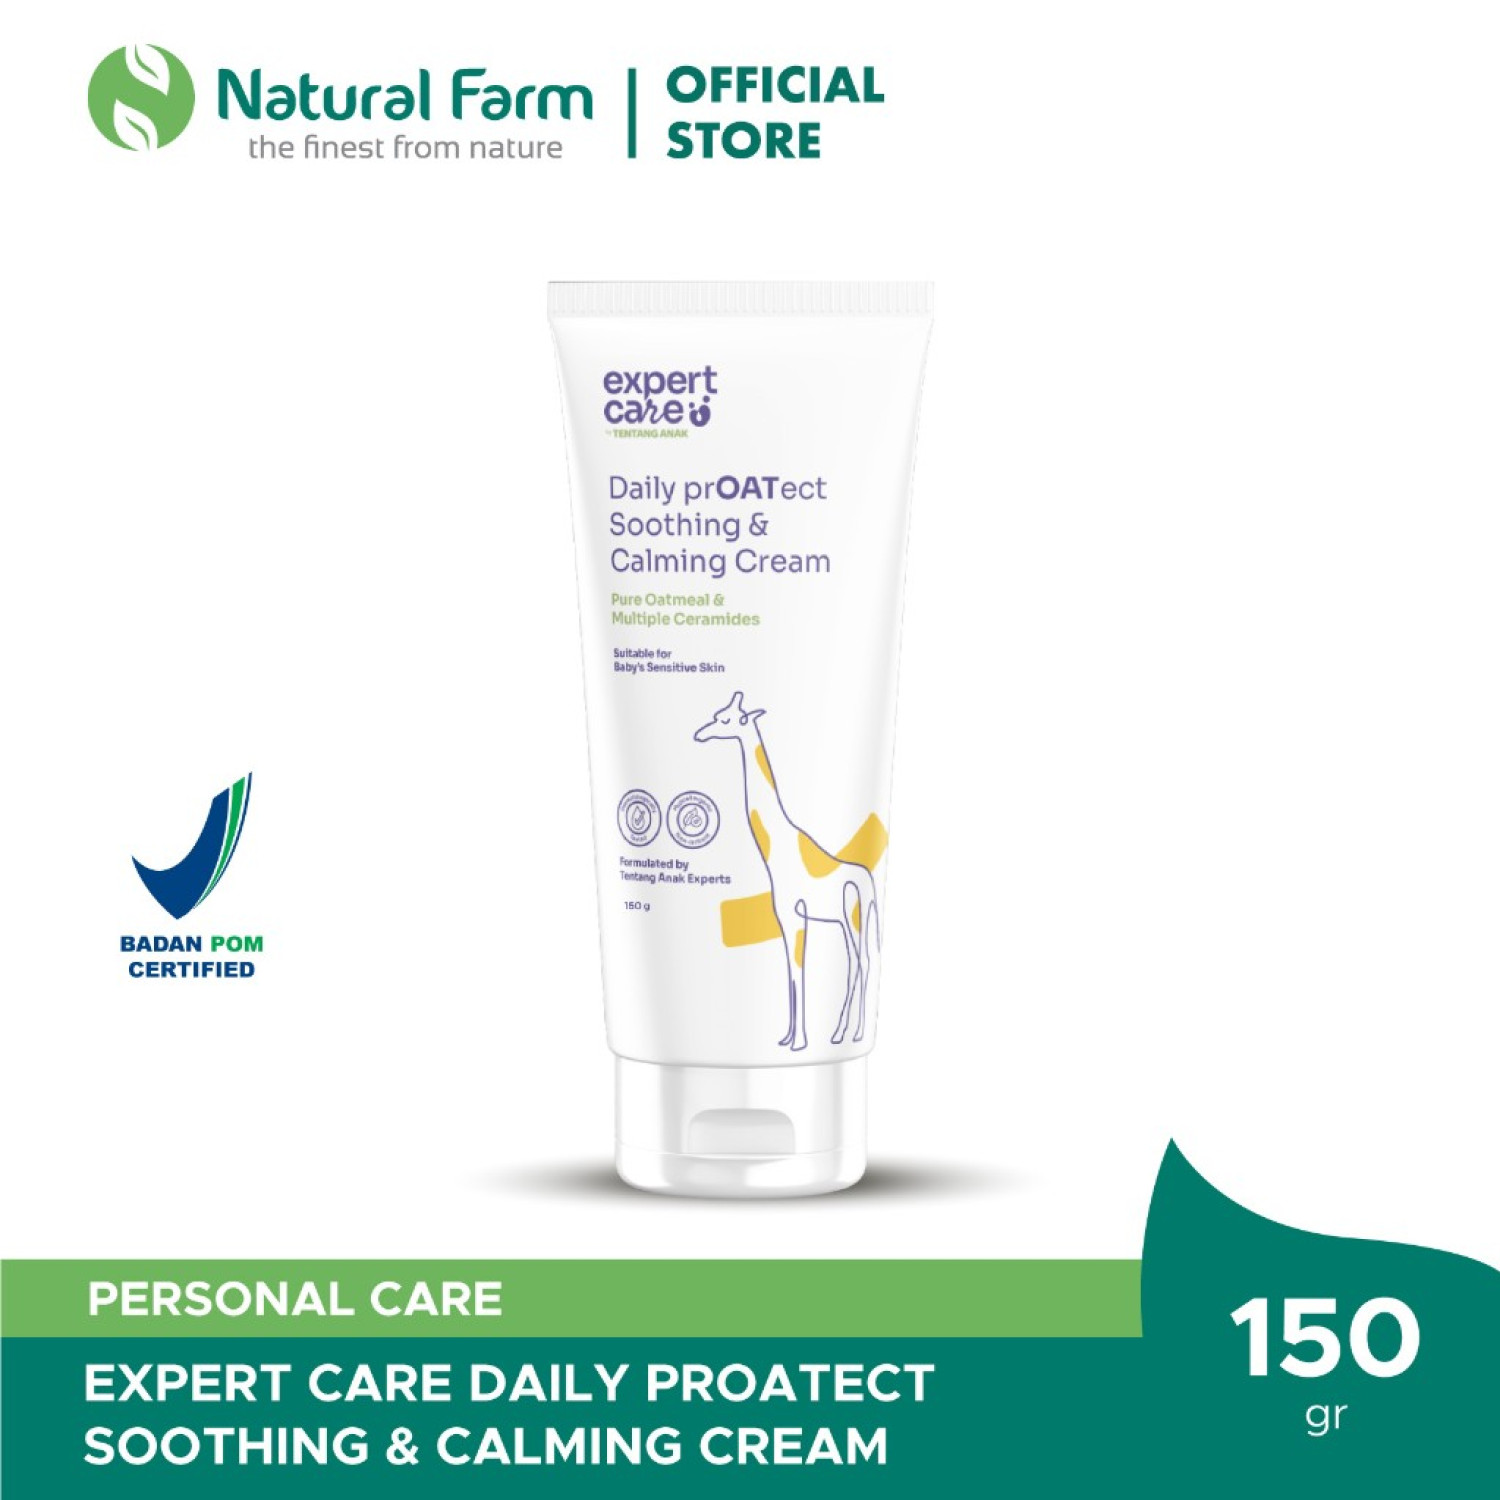 Natural Farm
the finest from nature
OFFICIAL
STORE
expert
care
by TENTANG ANAK
Daily prOATect
Soothing &
Calming Cream
Pure Oatmeal &
Multiple Ceramides
Suitable for
Baby's Sensitive Skin
Formulated by
Tentang Anak Experts
150 g
BADAN POM
CERTIFIED
PERSONAL CARE
EXPERT CARE DAILY PROATECT
SOOTHING & CALMING CREAM
150
gr